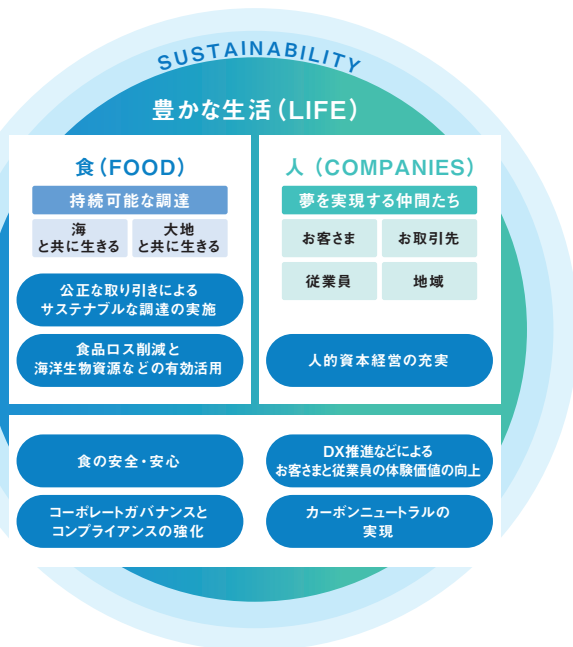 SUSTAINABILITY
豊かな生活(LIFE)
食(FOOD)
持続可能な調達
海
と共に生きる
大地
と共に生きる
公正な取り引きによる
サステナブルな調達の実施
食品ロス削減と
海洋生物資源などの有効活用
人(COMPANIES)
夢を実現する仲間たち
お客さま
お取引先
従業員
地域
人的資本経営の充実
食の安全・安心
DX推進などによる
お客さまと従業員の体験価値の向上
コーポレートガバナンスと
コンプライアンスの強化
カーボンニュートラルの
実現